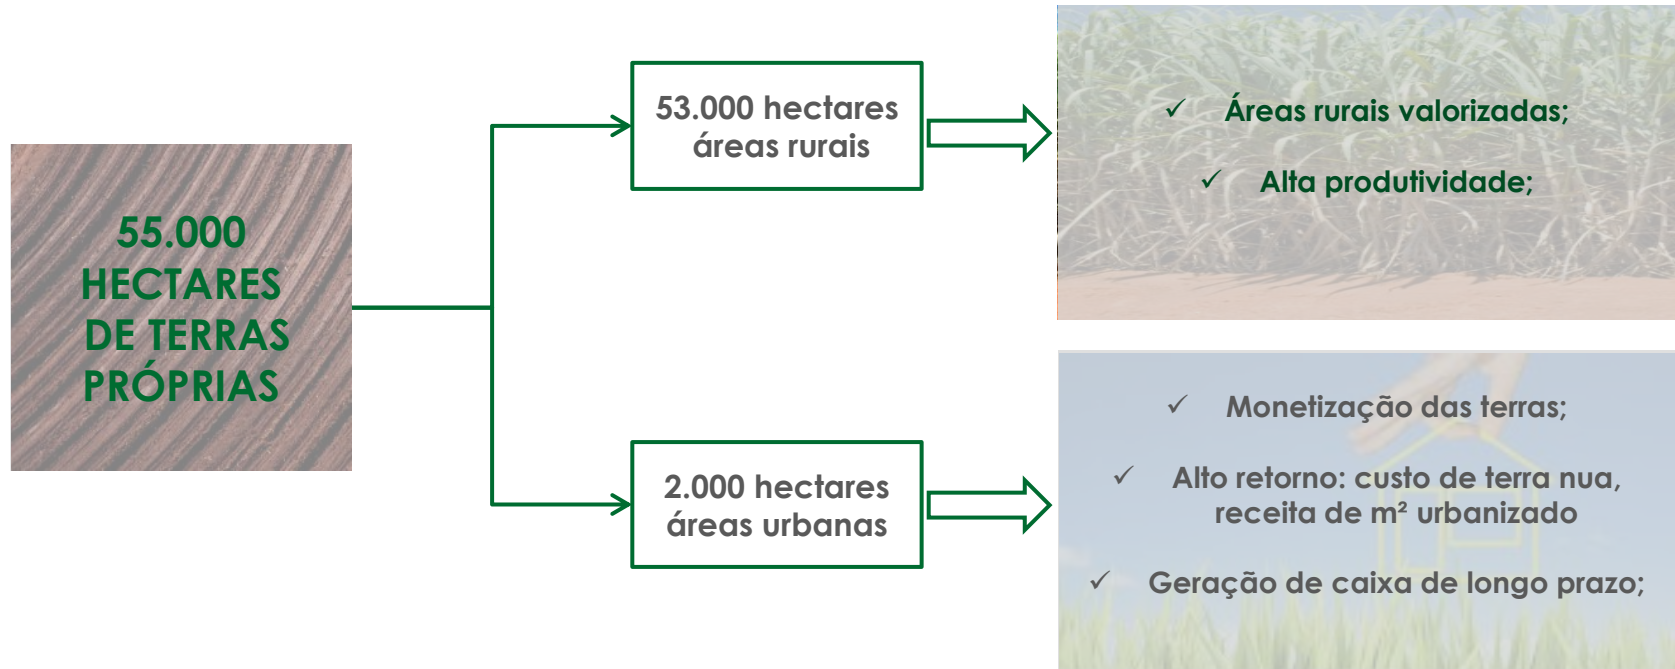 55.000
HECTARES
DE TERRAS
PRÓPRIAS
53.000 hectares
áreas rurais
✓ Áreas rurais valorizadas;
✓ Alta produtividade;
2.000 hectares
áreas urbanas
✓ Monetização das terras;
✓ Alto retorno: custo de terra nua,
receita de m² urbanizado
✓ Geração de caixa de longo prazo;